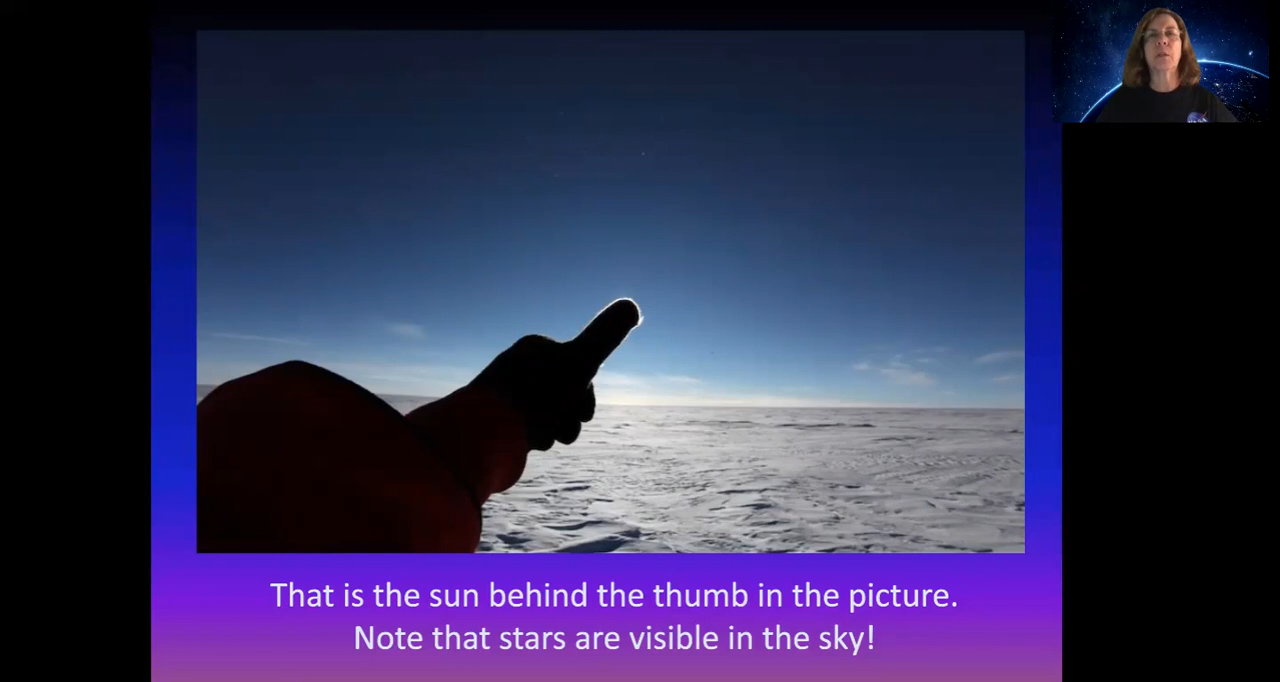 That is the sun behind the thumb in the picture.
Note that stars are visible in the sky!